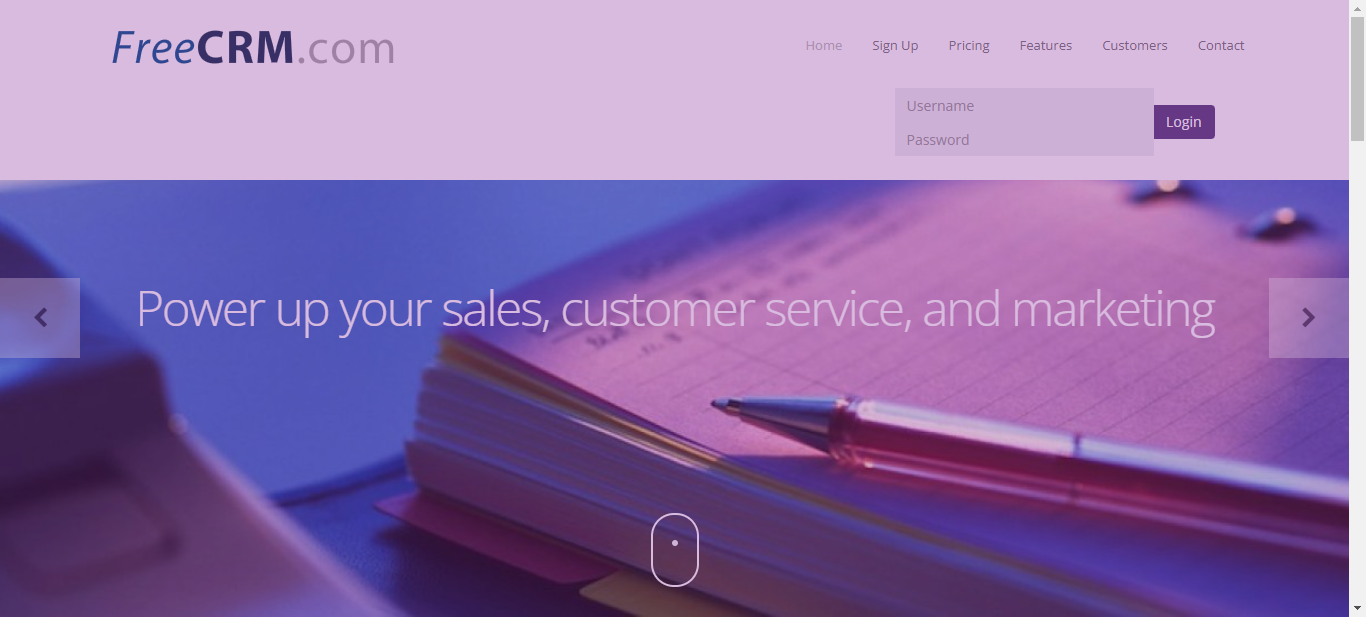 FreeCRM.com
Home Sign Up Pricing Features Customers Contact
Username
Login
Password
Power up your sales, customer service, and marketing